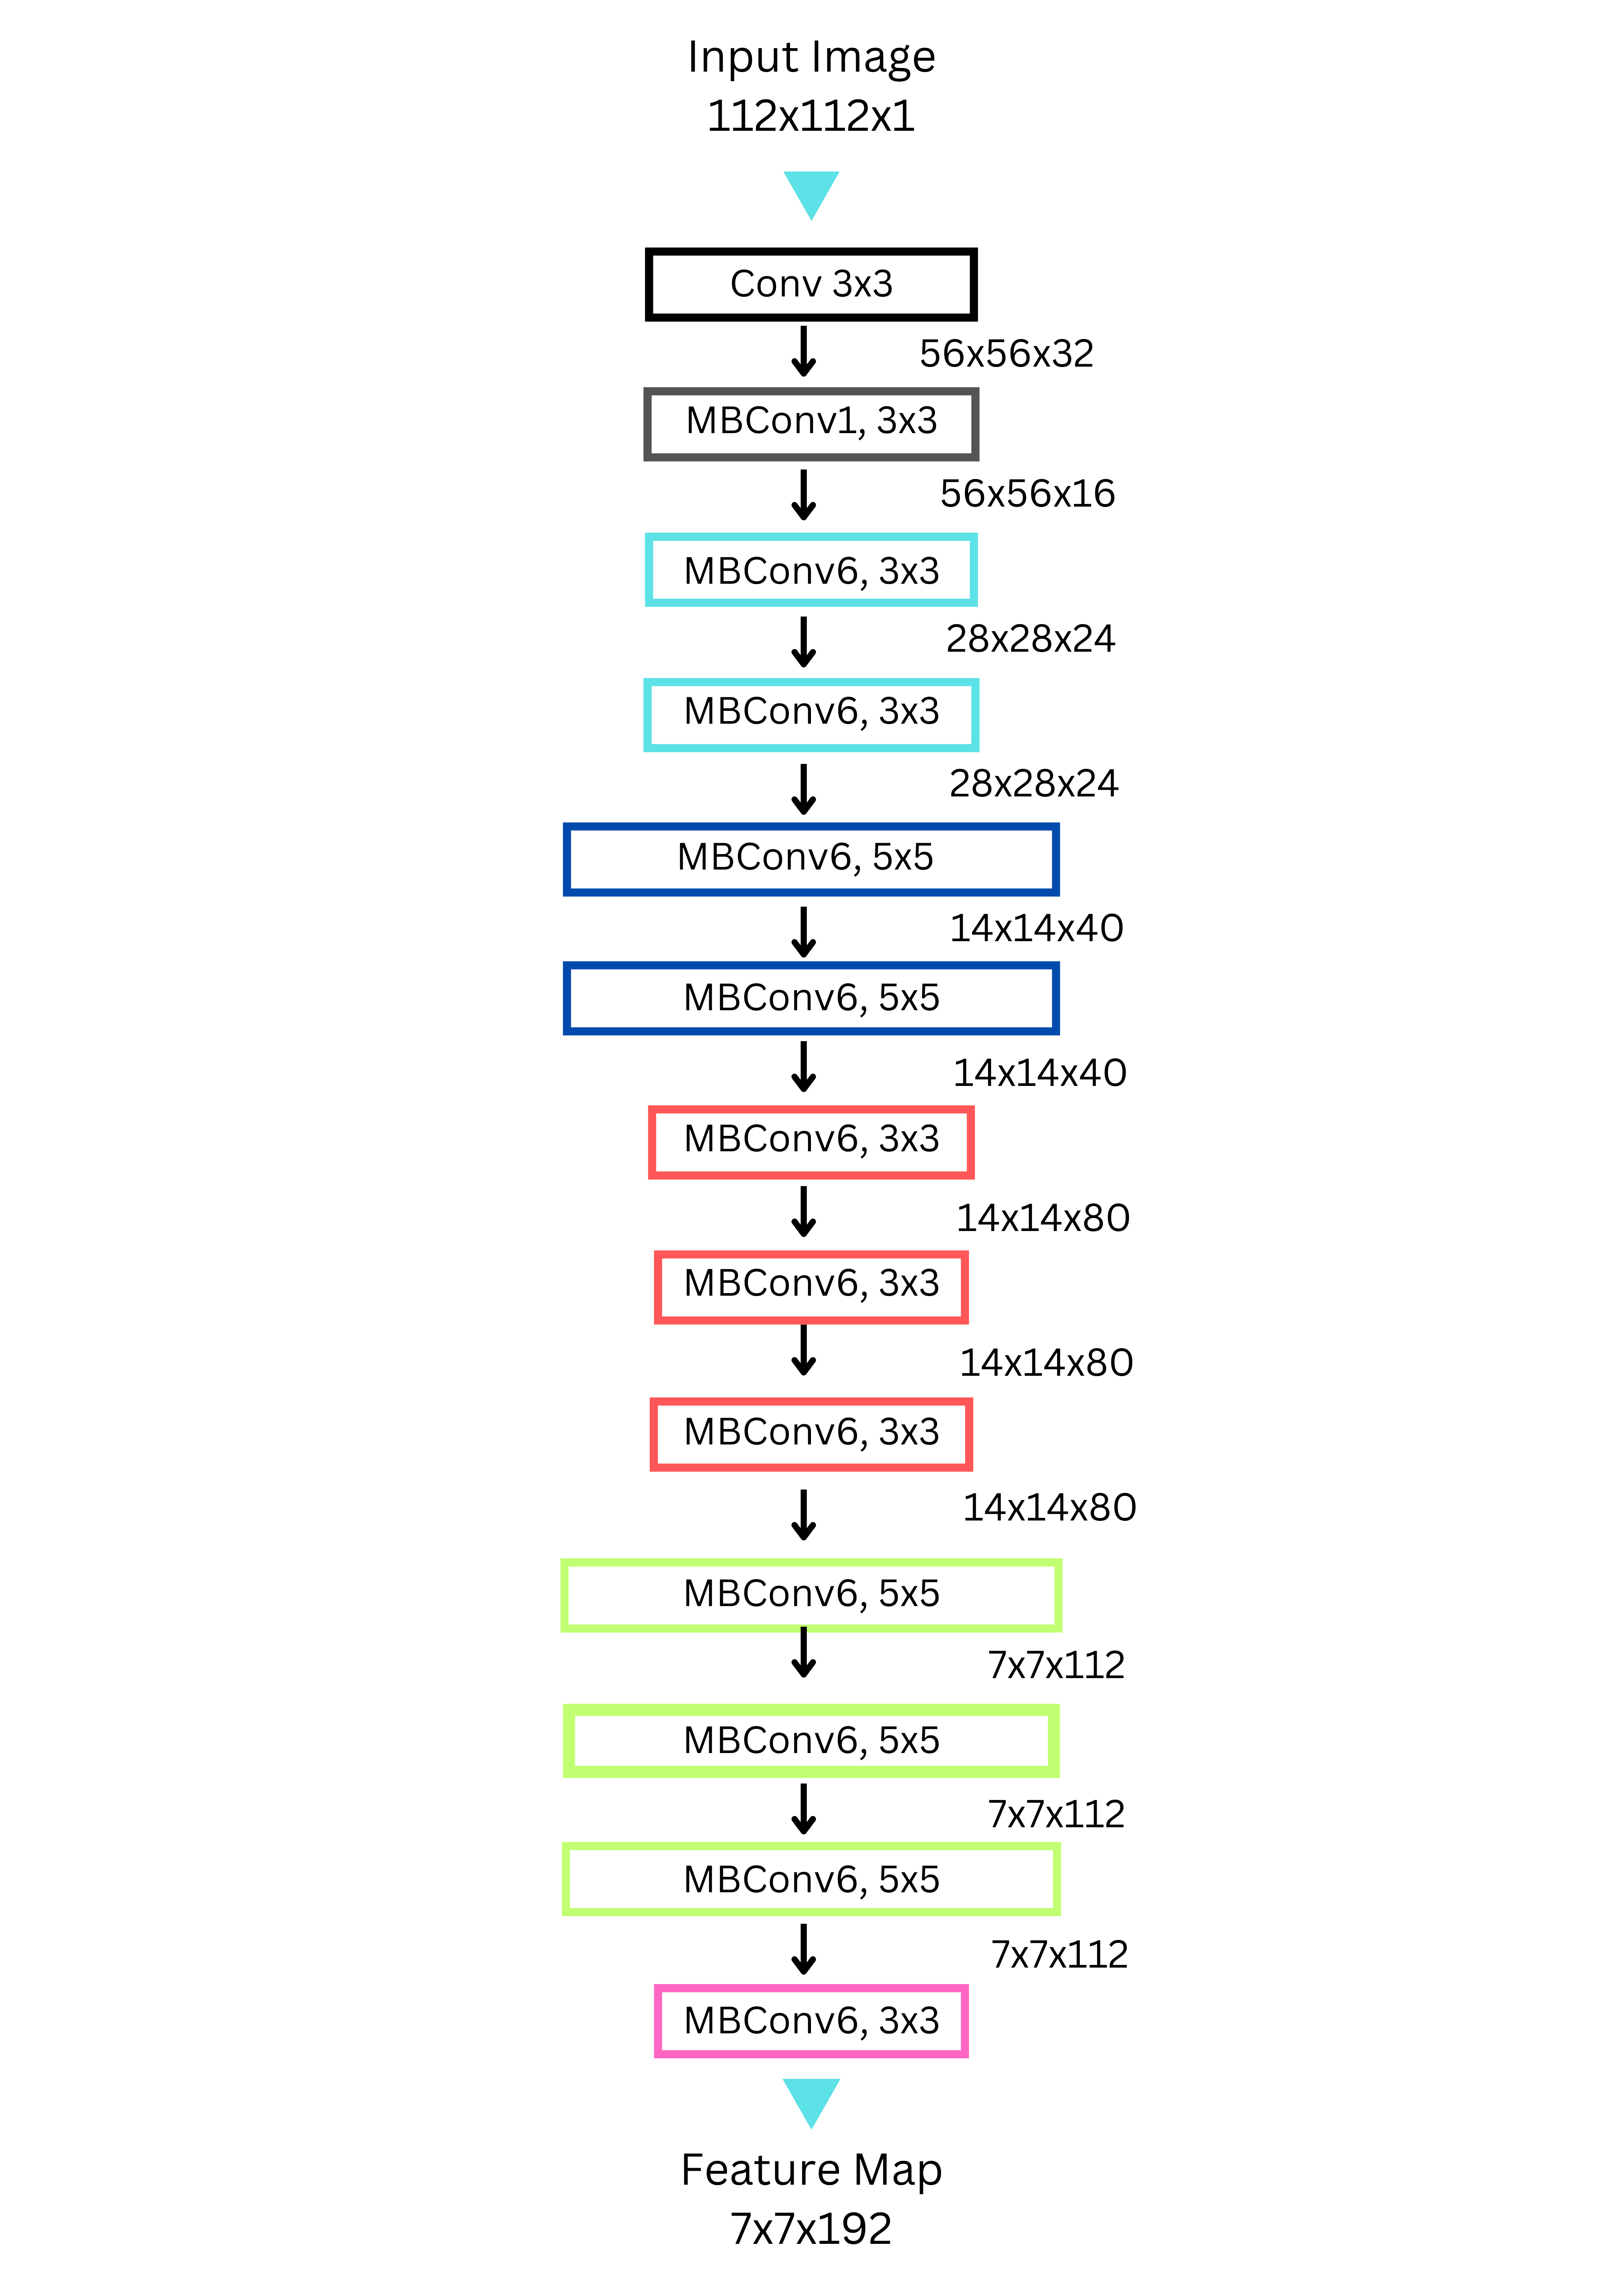 Input Image
112x112x1
Conv 3x3
56x56x32
MBConv1, 3x3
56x56x16
MBConv6, 3x3
28x28x24
MBConv6, 3x3
28x28x24
MBConv6, 5x5
14x14x40
MBConv6, 5x5
14x14x40
MBConv6, 3x3
14x14x80
MBConv6, 3x3
14x14x80
MBConv6, 3x3
14x14x80
MBConv6, 5x5
7x7x112
MBConv6, 5x5
7x7x112
MBConv6, 5x5
7x7x112
MBConv6, 3x3
Feature Map
7x7x192